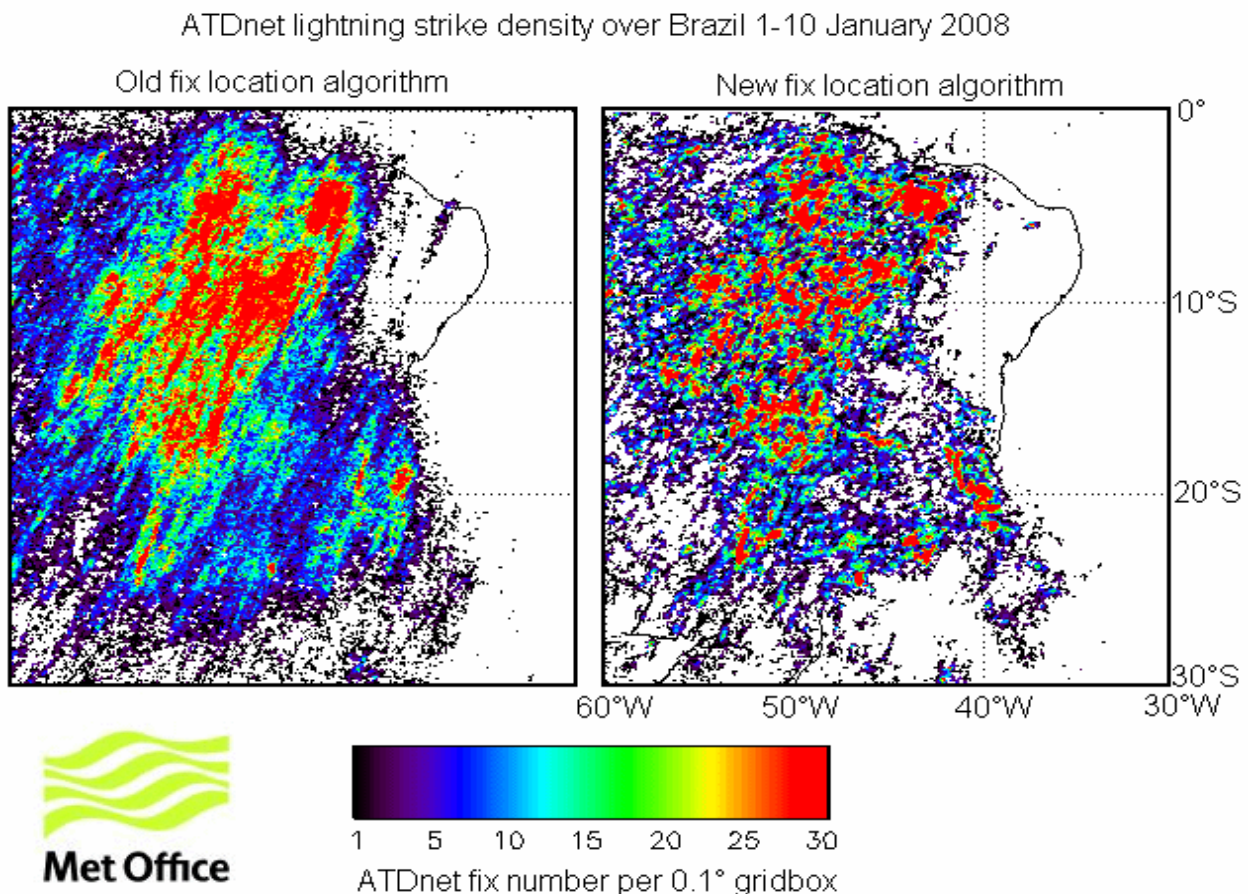 ATDnet lightning strike density over Brazil 1-10 January 2008
Old fix location algorithm
New fix location algorithm
0°
10°S
20°S
30°S
60°W 50°W 40°W 30°W
Met Office
1 5 10 15 20 25 30
ATDnet fix number per 0.1° gridbox